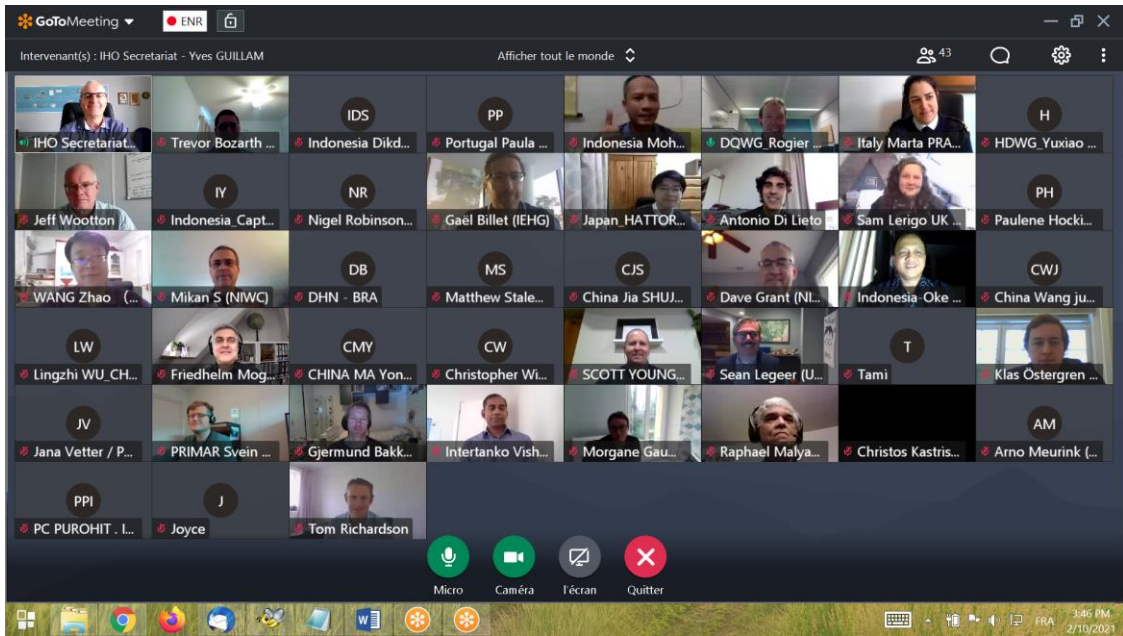 GoToMeeting
ENR
Intervenant(s) : IHO Secretariat - Yves GUILLAM
Afficher tout le monde
43
IHO Secretariat...
Trevor Bozarth ...
IDS
Indonesia Dikd...
PP
Portugal Paula ...
Indonesia Moh...
DQWG_Rogier ...
Italy Marta PRA...
H
HDWG_Yuxiao ...
Jeff Wootton
IY
Indonesia_Capt...
NR
Nigel Robinson...
Gaël Billet (IEHG)
Japan_HATTOR...
Antonio Di Lieto
Sam Lerigo UK ...
PH
Paulene Hocki...
WANG Zhao (...
Mikan S (NIWC)
DB
DHN - BRA
MS
Matthew Stale...
CJS
China Jia SHUJ...
Dave Grant (NI...
Indonesia-Oke ...
CWJ
China Wang ju...
LW
Lingzhi WU_CH...
Friedhelm Mog...
CMY
CHINA MA Yon...
CW
Christopher Wi...
SCOTT YOUNG...
Sean Legeer (U...
T
Tami
Klas Östergren ...
JV
Jana Vetter / P...
PRIMAR Svein ...
Gjermund Bakk...
Intertanko Vish...
Morgane Gau...
Raphael Malya...
Christos Kastris...
AM
Arno Meurink (...
PPI
PC PUROHIT . I...
J
Joyce
Tom Richardson
Micro
Caméra
l'écran
Quitter
FRA
3:46 PM
2/10/2021